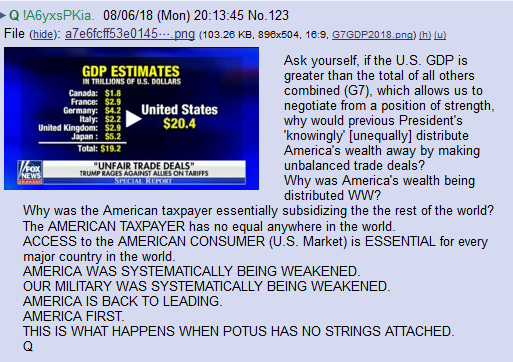 Q !A6yxsPKia. 08/06/18 (Mon) 20:13:45 No.123
File (hide): a7e6fcff53e0145⋯.png (103.26 KB, 896x504, 16:9, G7GDP2018.png) (h) (u)
GDP ESTIMATES
IN TRILLIONS OF U.S. DOLLARS
Canada: $1.8
France: $2.9
Germany: $4.2
Italy: $2.2
United Kingdom: $2.9
Japan : $5.2
Total: $19.2
United States
$20.4
"UNFAIR TRADE DEALS"
TRUMP RAGES AGAINST ALLIES ON TARIFFS
FOX
NEWS
SPECIAL REPORT
Ask yourself, if the U.S. GDP is
greater than the total of all others
combined (G7), which allows us to
negotiate from a position of strength,
why would previous President's
'knowingly' [unequally] distribute
America's wealth away by making
unbalanced trade deals?
Why was America's wealth being
distributed WW?
Why was the American taxpayer essentially subsidizing the the rest of the world?
The AMERICAN TAXPAYER has no equal anywhere in the world.
ACCESS to the AMERICAN CONSUMER (U.S. Market) is ESSENTIAL for every
major country in the world.
AMERICA WAS SYSTEMATICALLY BEING WEAKENED.
OUR MILITARY WAS SYSTEMATICALLY BEING WEAKENED.
AMERICA IS BACK TO LEADING.
AMERICA FIRST.
THIS IS WHAT HAPPENS WHEN POTUS HAS NO STRINGS ATTACHED.
Q